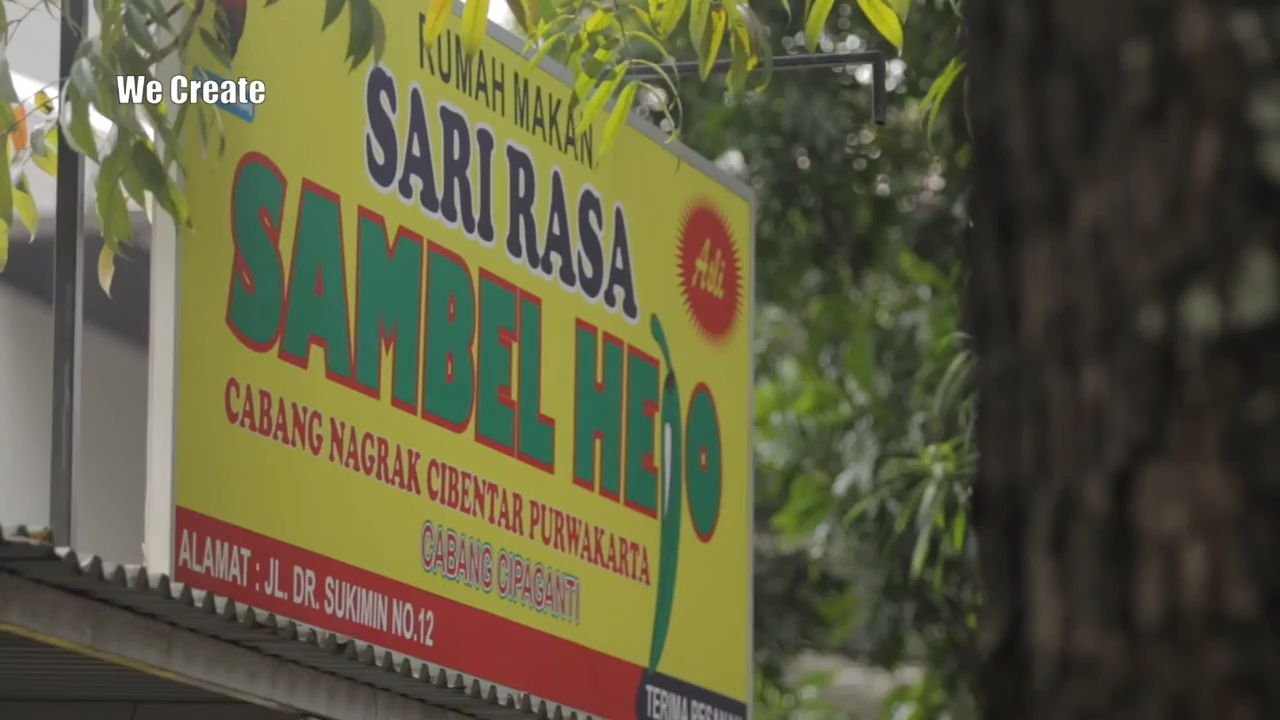 We Create
RUMAH MAKAN
SARI RASA
Asli
SAMBEL HEJO
CABANG NAGRAK CIBENTAR PURWAKARTA
CABANG CIPAGANTI
ALAMAT : JL. DR. SUKIMIN NO.12
TERIMA PESANAN